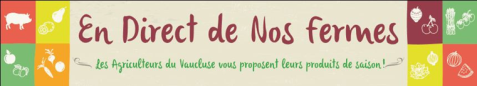 En Direct de Nos Fermes
Les Agriculteurs du Vaucluse vous proposent leurs produits de saison !